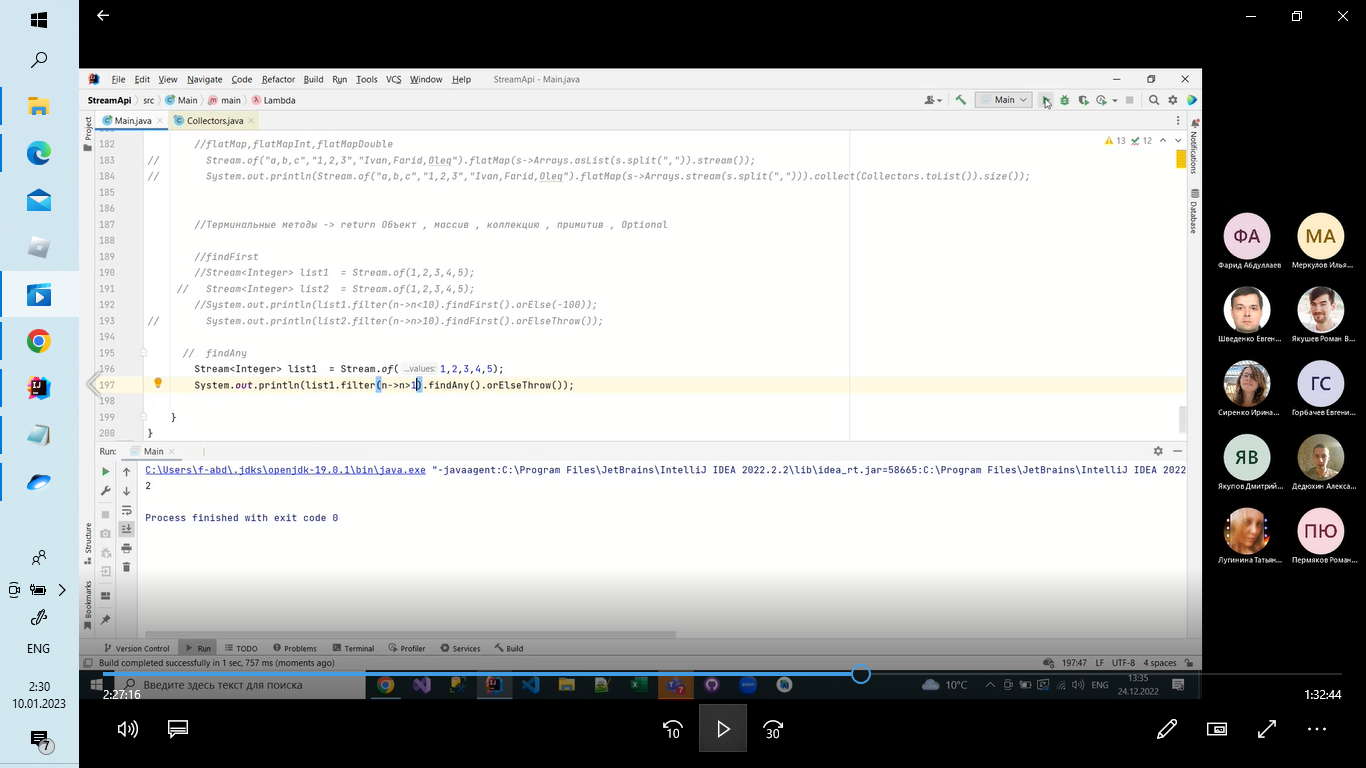 File Edit View Navigate Code Refactor Build Run Tools VCS Window Help StreamApi - Main.java
StreamApi src Main main Lambda Main
Main.java Collectors.java
Project
Notifications
Database
13 12
182 //flatMap,flatMapInt,flatMapDouble
183 // Stream.of("a,b,c","1,2,3","Ivan,Farid,Oleq").flatMap(s->Arrays.asList(s.split(",")).stream());
184 // System.out.println(Stream.of("a,b,c","1,2,3","Ivan,Farid,Oleq").flatMap(s->Arrays.stream(s.split(","))).collect(Collectors.toList()).size());
185
186
187 //Терминальные методы -> return Объект , массив , коллекцию , примитив , Optional
188
189 //findFirst
190 //Stream<Integer> list1 = Stream.of(1,2,3,4,5);
191 // Stream<Integer> list2 = Stream.of(1,2,3,4,5);
192 //System.out.println(list1.filter(n->n<10).findFirst().orElse(-100));
193 // System.out.println(list2.filter(n->n>10).findFirst().orElseThrow());
194
195 // findAny
196 Stream<Integer> list1 = Stream.of( ...values: 1,2,3,4,5);
197 System.out.println(list1.filter(n->n>1).findAny().orElseThrow());
198
199 }
200 }
Run: Main
C:\Users\f-abd\.jdks\openjdk-19.0.1\bin\java.exe "-javaagent:C:\Program Files\JetBrains\IntelliJ IDEA 2022.2.2\lib\idea_rt.jar=58665:C:\Program Files\JetBrains\IntelliJ IDEA 2022
2
Process finished with exit code 0
Structure
Bookmarks
Version Control Run TODO Problems Terminal Profiler Services Build
Build completed successfully in 1 sec, 757 ms (moments ago) 197:47 LF UTF-8 4 spaces
Введите здесь текст для поиска 7 10°C ENG 13:35
24.12.2022
2:27:16 1:32:44
10 30
ФА МА
Фарид Абдуллаев Меркулов Илья...
Шведенко Евген... Якушев Роман В...
ГС
Сиренко Ирина... Горбачев Евгени...
ЯВ
Якупов Дмитрий... Дедюхин Алекса...
ПЮ
Лугинина Татьян... Пермяков Роман...
ENG
2:30
10.01.2023
7